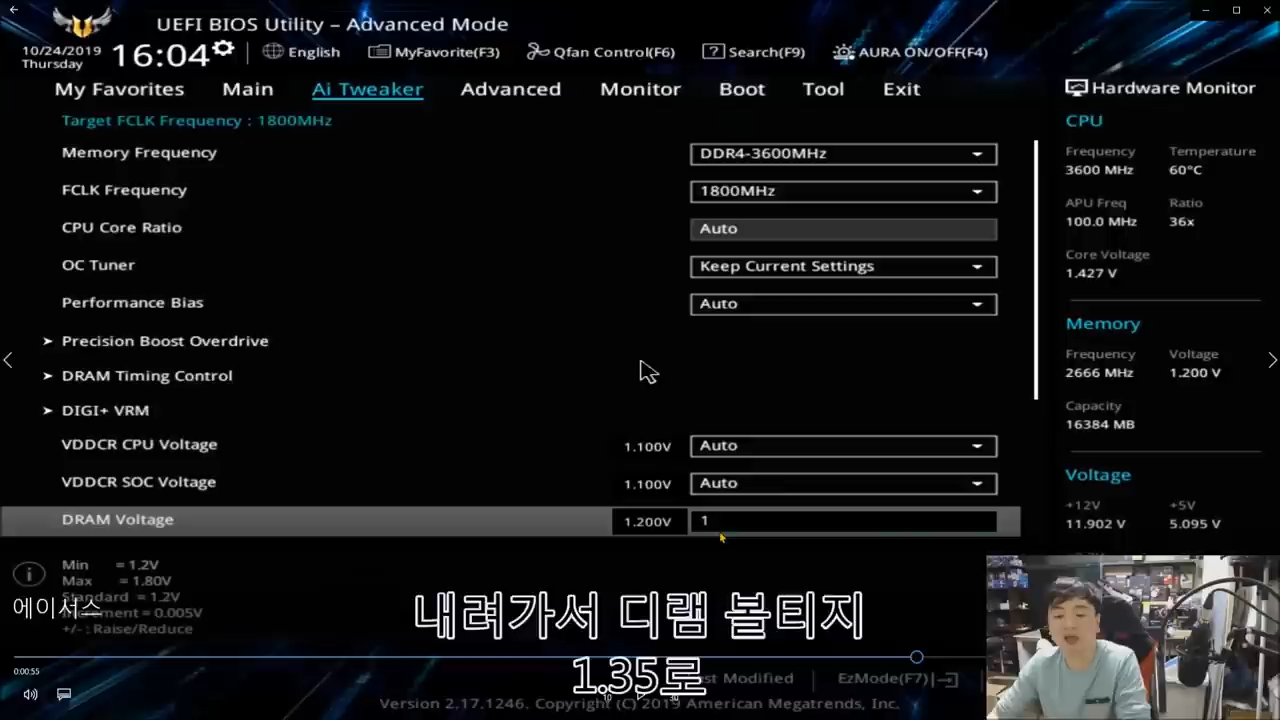 UEFI BIOS Utility – Advanced Mode
10/24/2019
Thursday
16:04
English
MyFavorite(F3)
Qfan Control(F6)
Search(F9)
AURA ON/OFF(F4)
My Favorites
Main
Ai Tweaker
Advanced
Monitor
Boot
Tool
Exit
Target FCLK Frequency : 1800MHz
Memory Frequency
DDR4-3600MHz
FCLK Frequency
1800MHz
CPU Core Ratio
Auto
OC Tuner
Keep Current Settings
Performance Bias
Auto
Precision Boost Overdrive
DRAM Timing Control
DIGI+ VRM
VDDCR CPU Voltage
1.100V
Auto
VDDCR SOC Voltage
1.100V
Auto
DRAM Voltage
1.200V
1
Min = 1.2V
Max = 1.80V
Standard = 1.2V
Increment = 0.005V
+/- : Raise/Reduce
Hardware Monitor
CPU
Frequency Temperature
3600 MHz 60°C
APU Freq Ratio
100.0 MHz 36x
Core Voltage
1.427 V
Memory
Frequency Voltage
2666 MHz 1.200 V
Capacity
16384 MB
Voltage
+12V +5V
11.902 V 5.095 V
에이서스
내려가서 디램 볼티지
1.35로
0:00:55
Modified
EzMode(F7)
Version 2.17.1246. Copyright (C) 2019 American Megatrends, Inc.